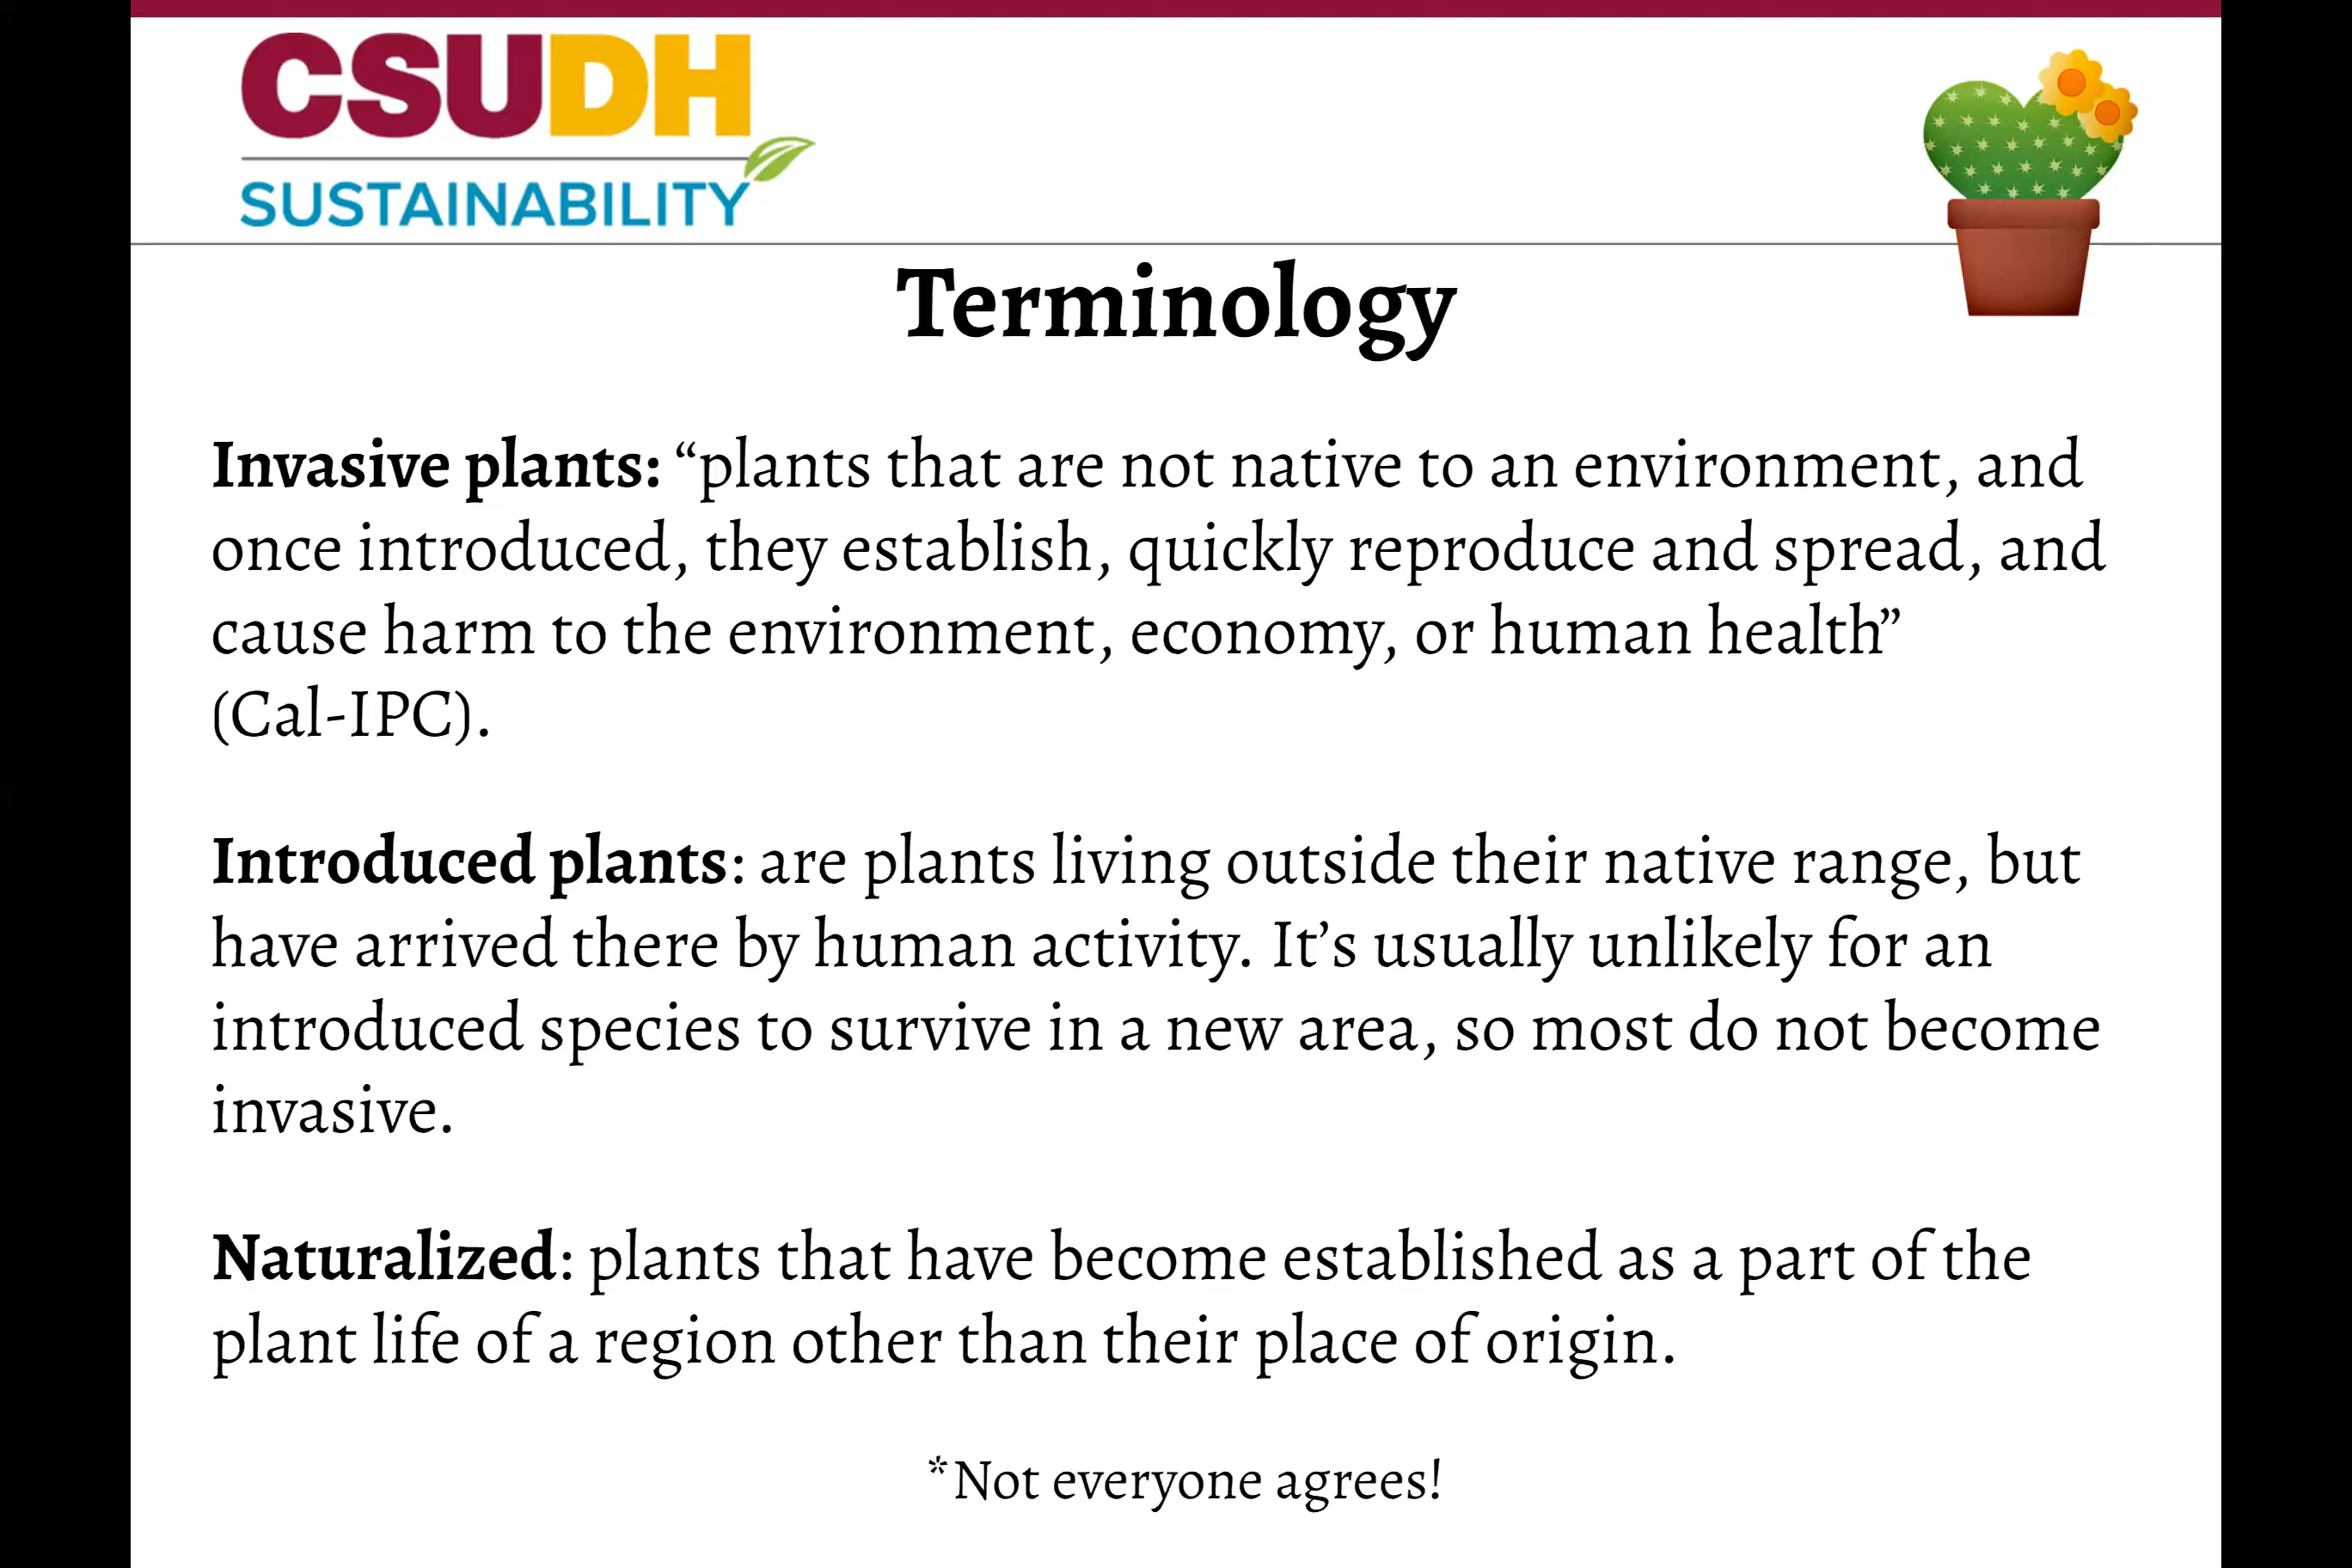 CSUDH
SUSTAINABILITY
Terminology
Invasive plants: “plants that are not native to an environment, and
once introduced, they establish, quickly reproduce and spread, and
cause harm to the environment, economy, or human health”
(Cal-IPC).
Introduced plants: are plants living outside their native range, but
have arrived there by human activity. It’s usually unlikely for an
introduced species to survive in a new area, so most do not become
invasive.
Naturalized: plants that have become established as a part of the
plant life of a region other than their place of origin.
*Not everyone agrees!